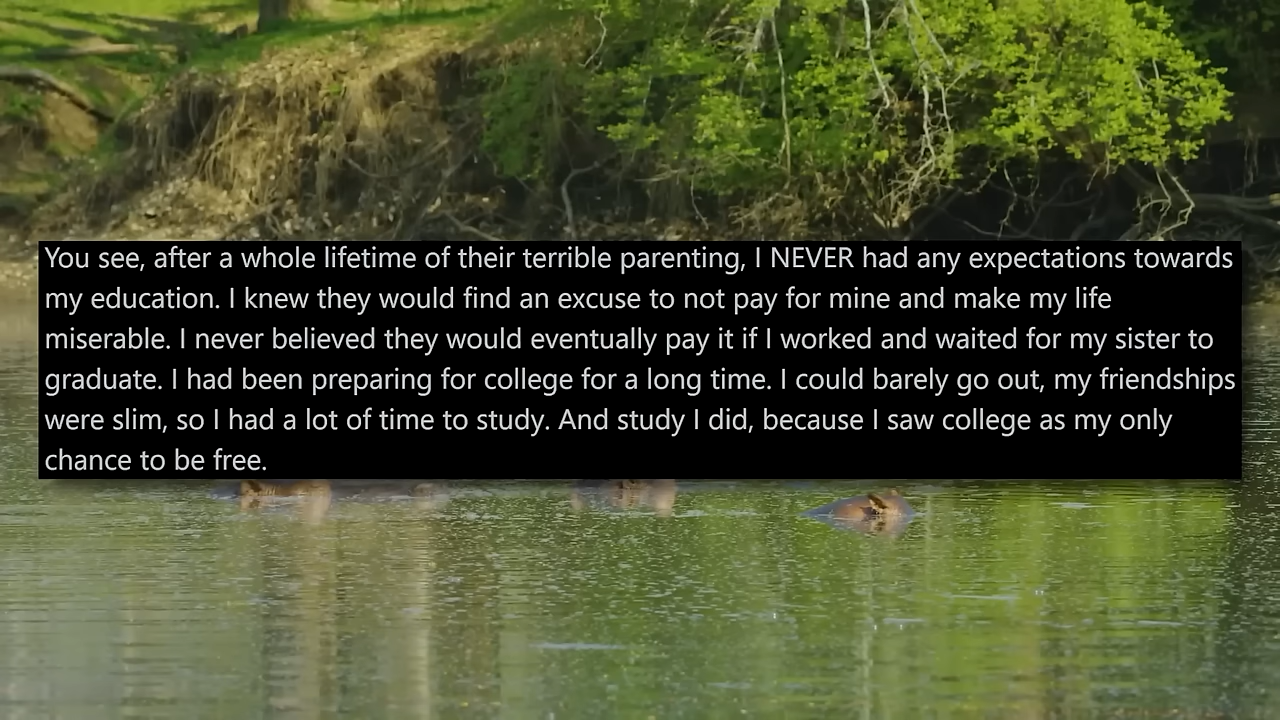 You see, after a whole lifetime of their terrible parenting, I NEVER had any expectations towards
my education. I knew they would find an excuse to not pay for mine and make my life
miserable. I never believed they would eventually pay it if I worked and waited for my sister to
graduate. I had been preparing for college for a long time. I could barely go out, my friendships
were slim, so I had a lot of time to study. And study I did, because I saw college as my only
chance to be free.